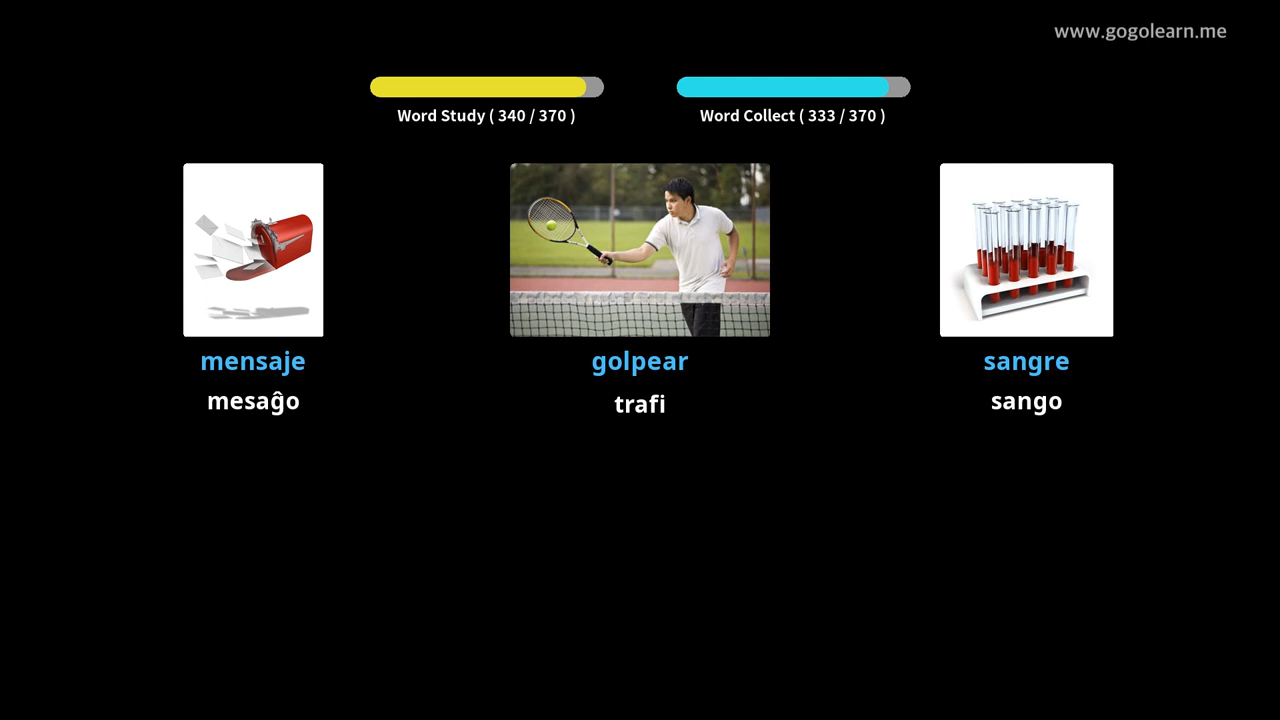 www.gogolearn.me
Word Study ( 340 / 370 )
Word Collect ( 333 / 370 )
mensaje
golpear
sangre
mesaĝo
trafi
sango